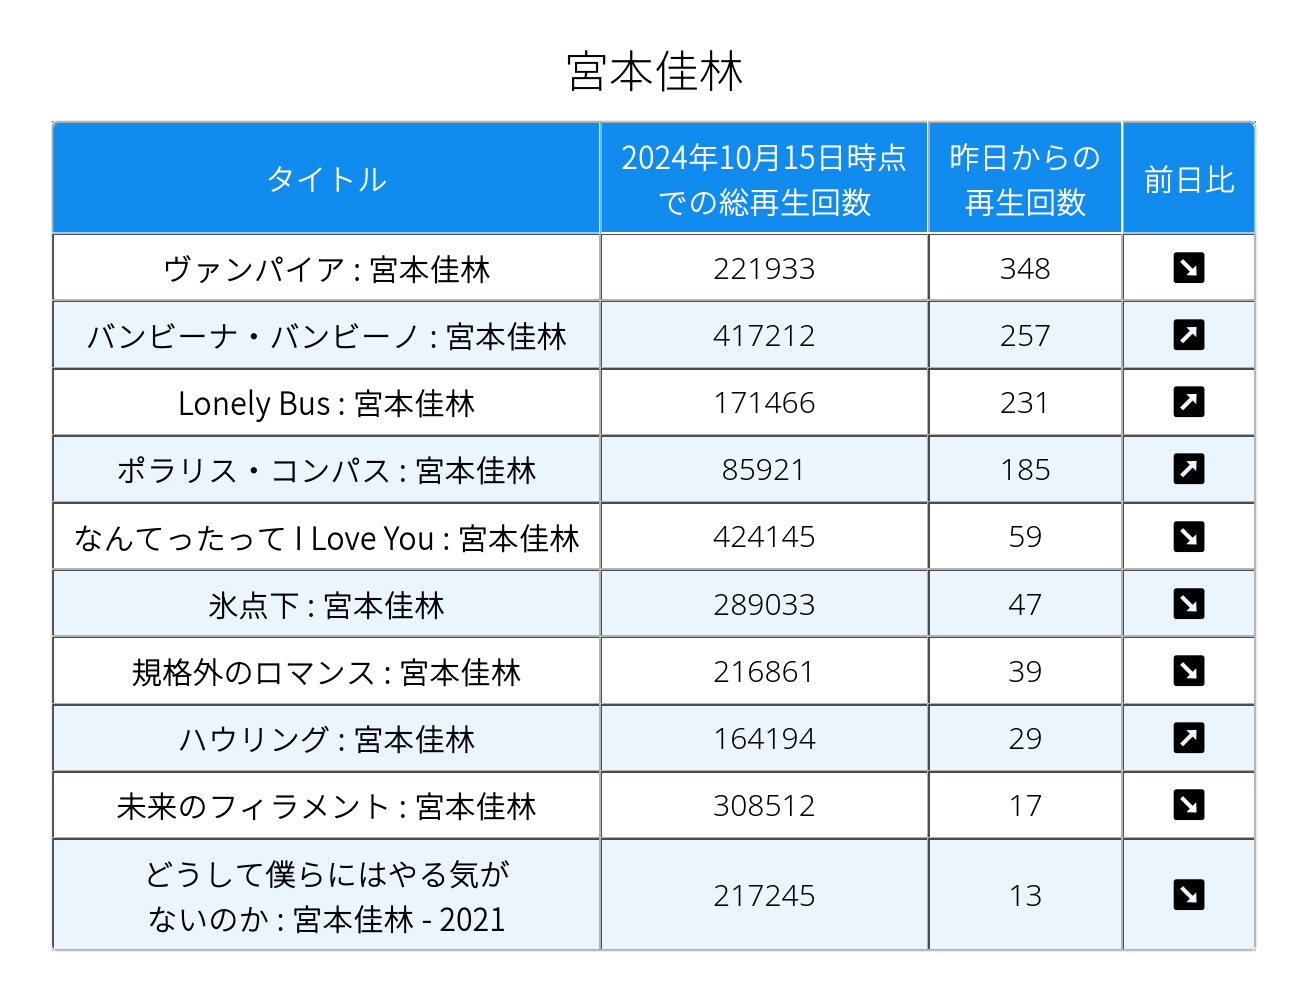 宮本佳林
タイトル
2024年10月15日時点
での総再生回数
昨日からの
再生回数
前日比
ヴァンパイア : 宮本佳林 221933 348 ↘
バンビーナ・バンビーノ : 宮本佳林 417212 257 ↗
Lonely Bus : 宮本佳林 171466 231 ↗
ポラリス・コンパス : 宮本佳林 85921 185 ↗
なんてったって I Love You : 宮本佳林 424145 59 ↘
氷点下 : 宮本佳林 289033 47 ↘
規格外のロマンス : 宮本佳林 216861 39 ↘
ハウリング : 宮本佳林 164194 29 ↗
未来のフィラメント : 宮本佳林 308512 17 ↘
どうして僕らにはやる気が
ないのか : 宮本佳林 - 2021
217245 13 ↘